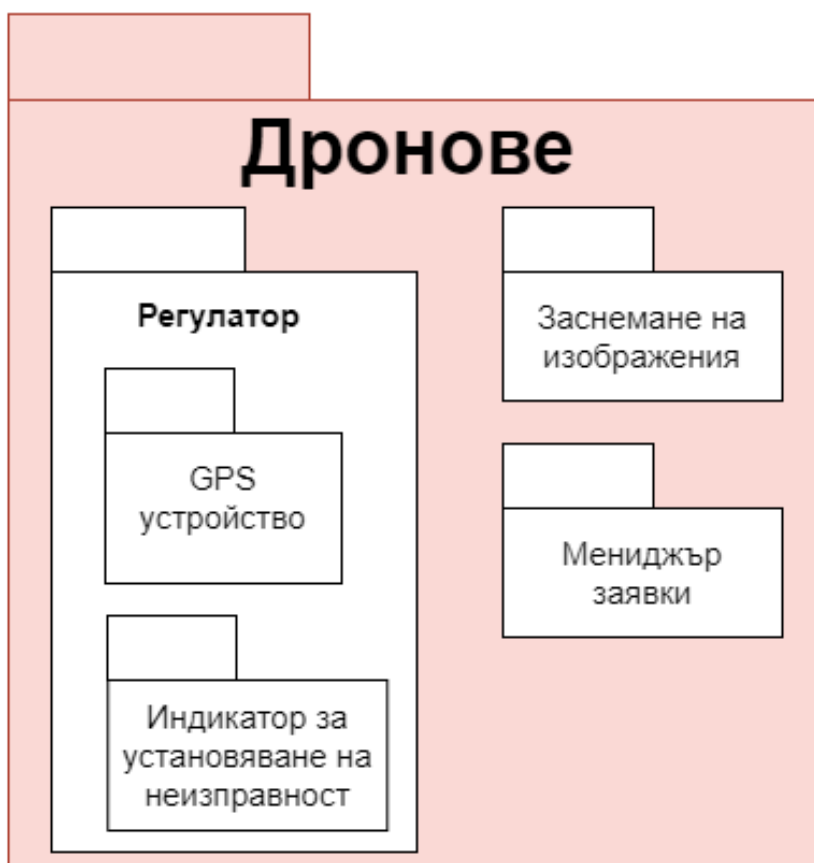 Дронове
Регулатор
GPS
устройство
Индикатор за
установяване на
неизправност
Заснемане на
изображения
Мениджър
заявки